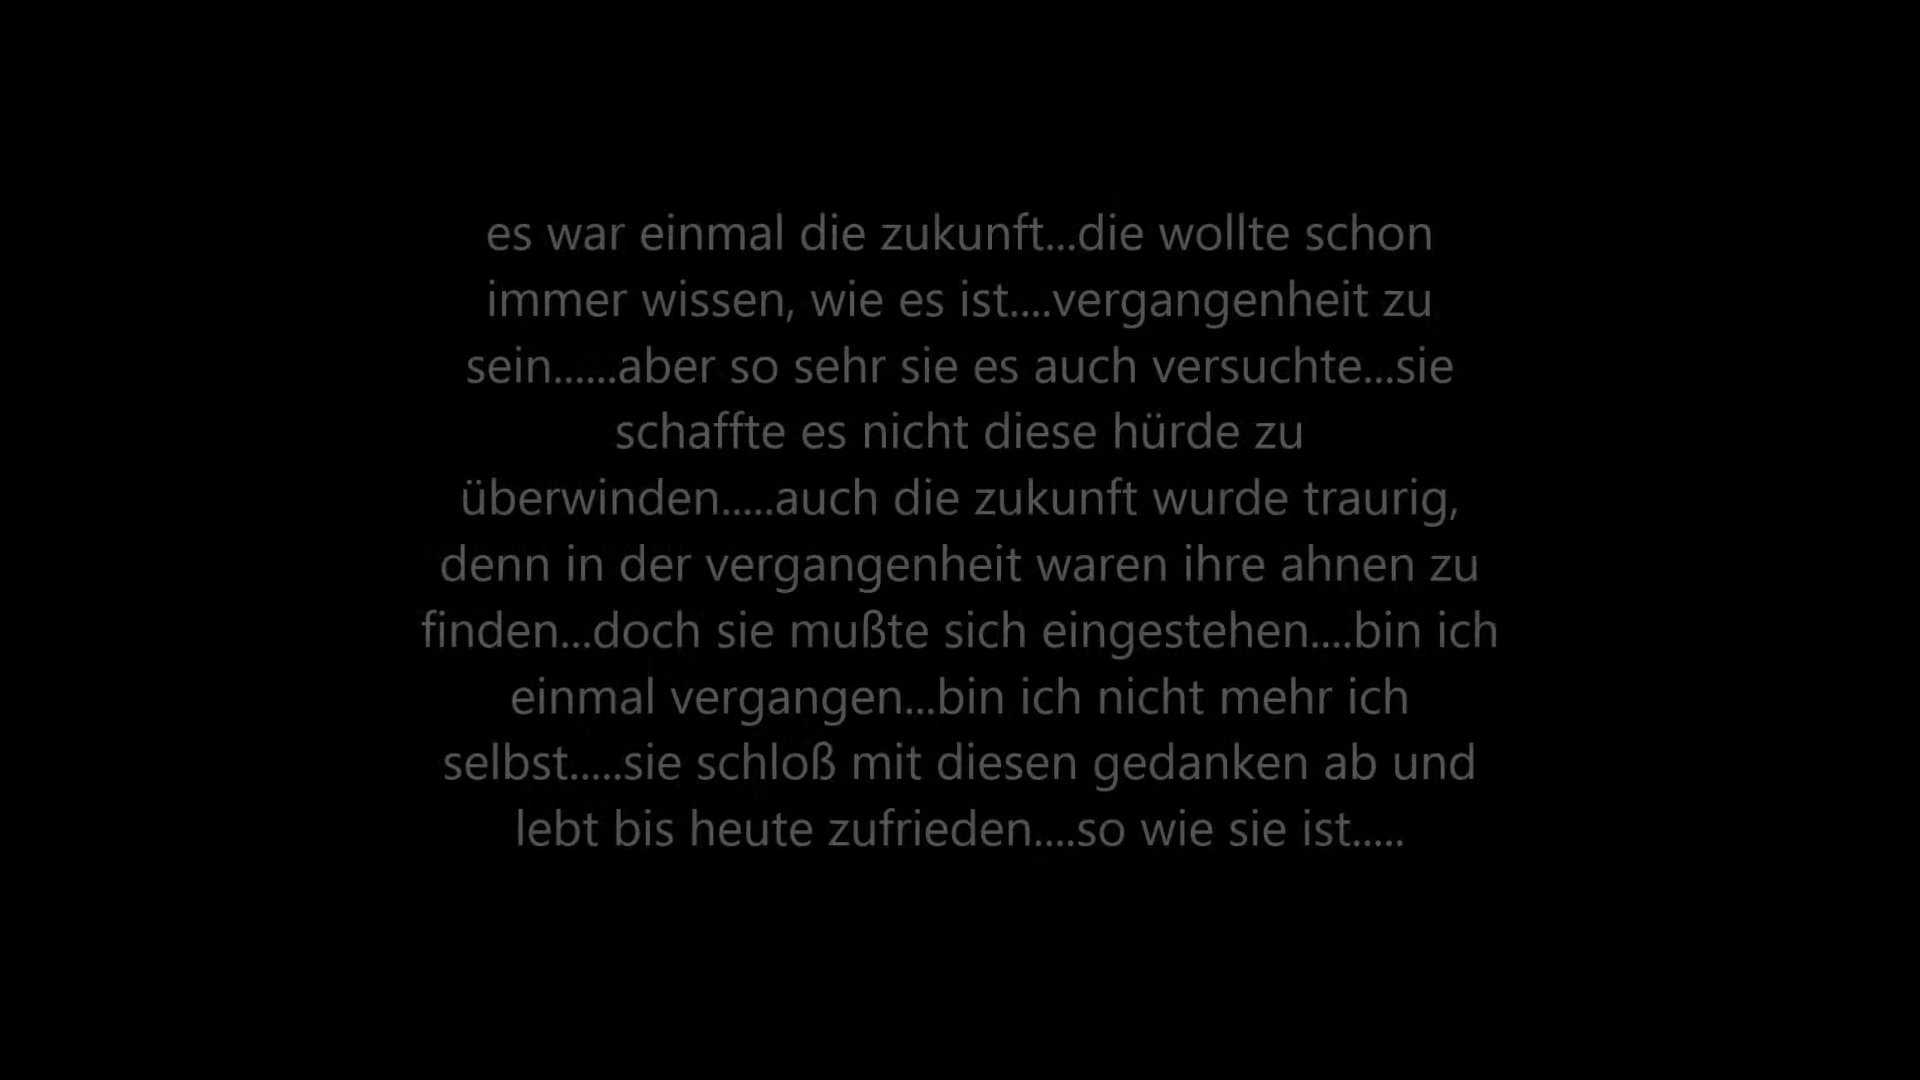 es war einmal die zukunft...die wollte schon
immer wissen, wie es ist....vergangenheit zu
sein......aber so sehr sie es auch versuchte...sie
schaffte es nicht diese hürde zu
überwinden.....auch die zukunft wurde traurig,
denn in der vergangenheit waren ihre ahnen zu
finden...doch sie mußte sich eingestehen....bin ich
einmal vergangen...bin ich nicht mehr ich
selbst.....sie schloß mit diesen gedanken ab und
lebt bis heute zufrieden....so wie sie ist.....